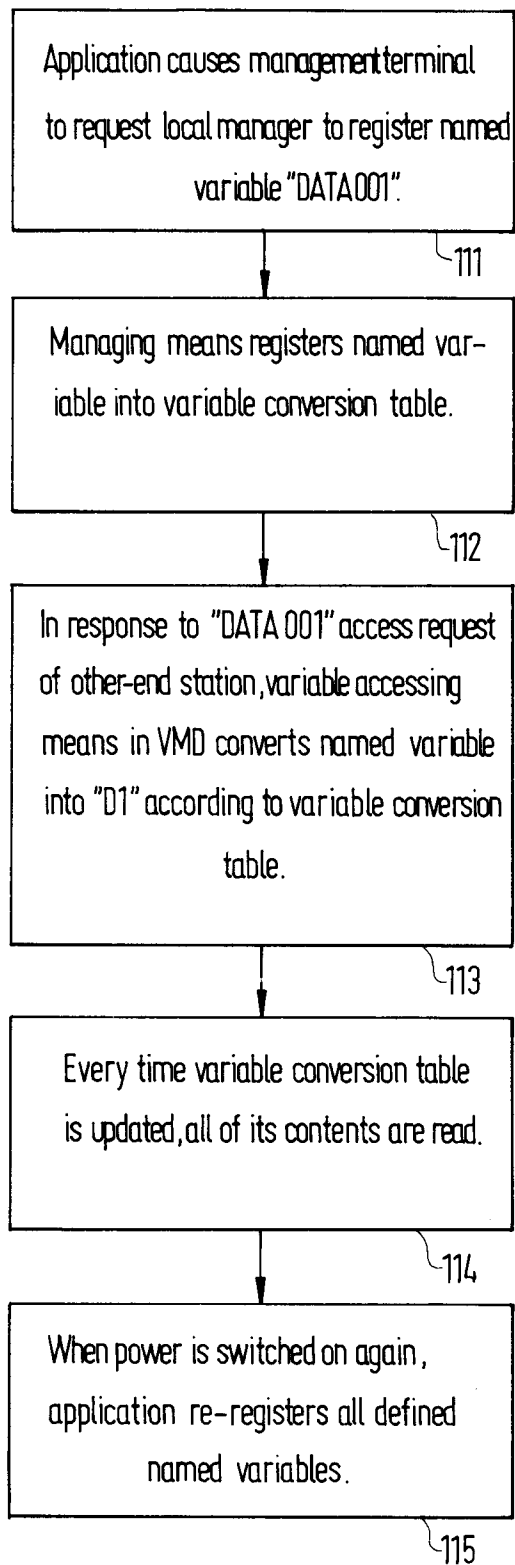 Application causes management terminal
to request local manager to register named
variable "DATA001".
111
Managing means registers named var-
iable into variable conversion table.
112
In response to "DATA 001" access request
of other-end station, variable accessing
means in VMD converts named variable
into "D1" according to variable conversion
table.
113
Every time variable conversion table
is updated, all of its contents are read.
114
When power is switched on again,
application re-registers all defined
named variables.
115